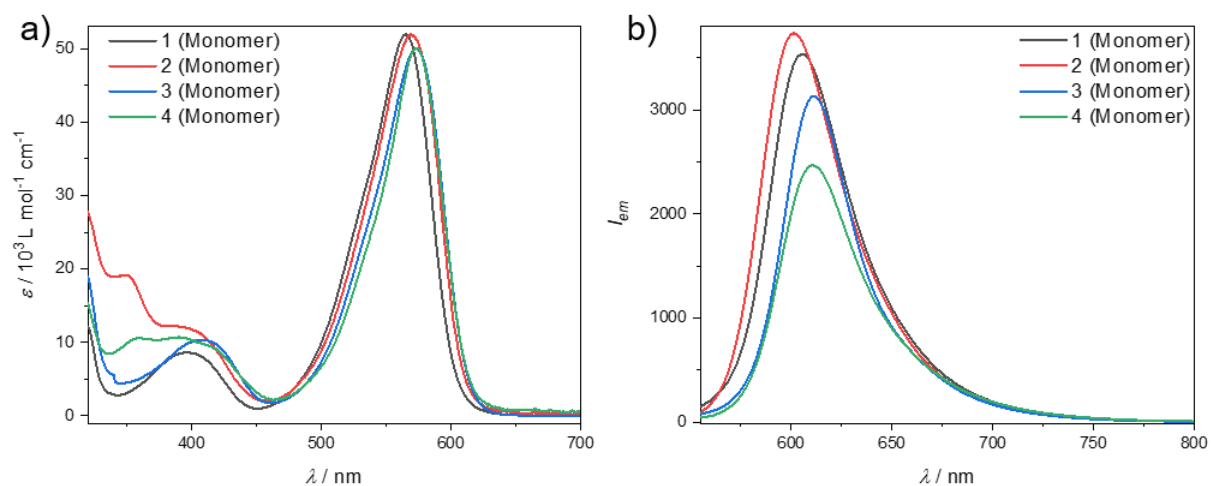 a)
1 (Monomer)
2 (Monomer)
3 (Monomer)
4 (Monomer)
50
40
30
20
10
0
400
500
600
700
ε / 10³ L mol⁻¹ cm⁻¹
λ / nm
b)
1 (Monomer)
2 (Monomer)
3 (Monomer)
4 (Monomer)
3000
2000
1000
0
600
650
700
750
800
I_em
λ / nm